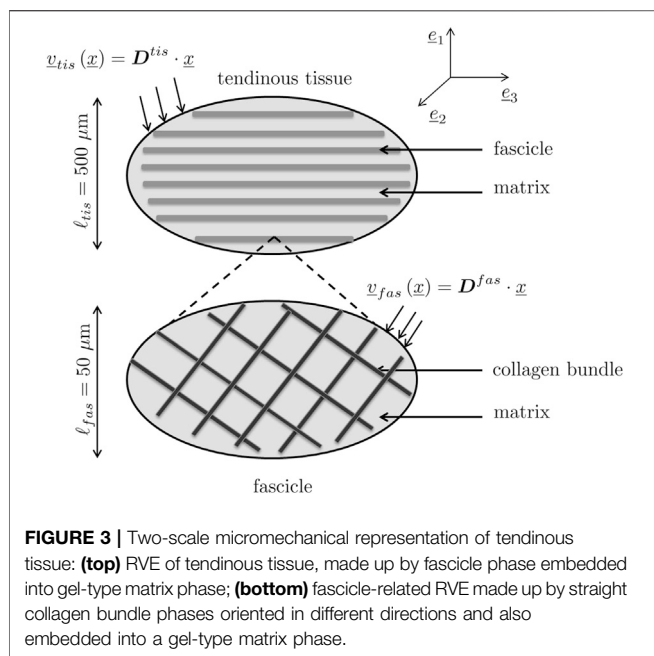 v_tis (x) = D^tis · x
tendinous tissue
e_1
e_3
e_2
ℓ_tis = 500 μm
fascicle
matrix
v_fas (x) = D^fas · x
ℓ_fas = 50 μm
collagen bundle
matrix
fascicle
FIGURE 3 | Two-scale micromechanical representation of tendinous
tissue: (top) RVE of tendinous tissue, made up by fascicle phase embedded
into gel-type matrix phase; (bottom) fascicle-related RVE made up by straight
collagen bundle phases oriented in different directions and also
embedded into a gel-type matrix phase.